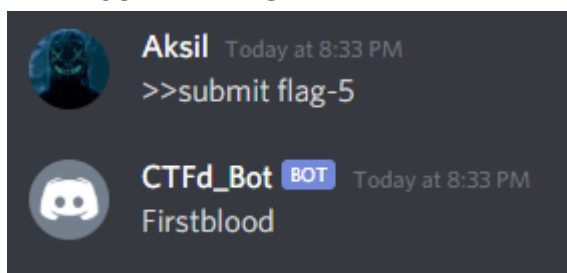 Aksil Today at 8:33 PM
>>submit flag-5
CTFd_Bot BOT Today at 8:33 PM
Firstblood